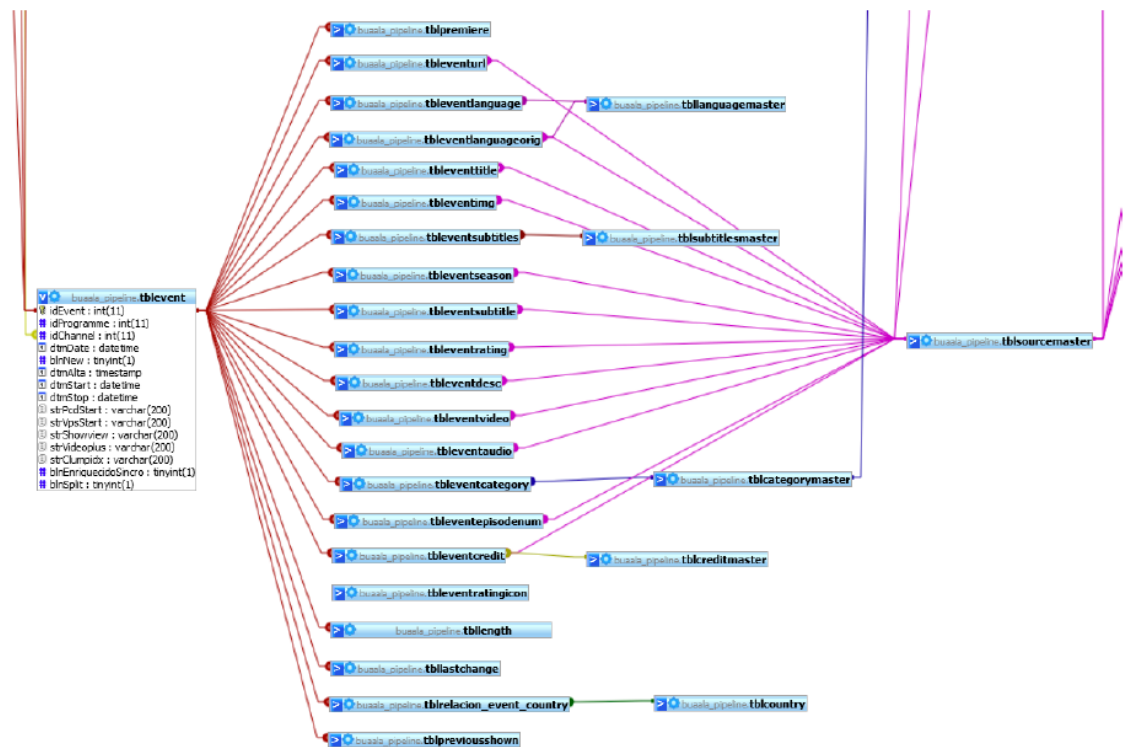 buaala_pipeline.tblpremiere
buaala_pipeline.tbleventurl
buaala_pipeline.tbleventlanguage
buaala_pipeline.tbllanguagemaster
buaala_pipeline.tbleventlanguageorig
buaala_pipeline.tbleventtitle
buaala_pipeline.tbleventimg
buaala_pipeline.tbleventsubtitles
buaala_pipeline.tblsubtitlesmaster
buaala_pipeline.tbleventseason
buaala_pipeline.tblevent
idEvent : int(11)
idProgramme : int(11)
idChannel : int(11)
dtmDate : datetime
blnNew : tinyint(1)
dtmAlta : timestamp
dtmStart : datetime
dtmStop : datetime
strPcdStart : varchar(200)
strVpsStart : varchar(200)
strShowview : varchar(200)
strVideoplus : varchar(200)
strClumpidx : varchar(200)
blnEnriquecidoSincro : tinyint(1)
blnSplit : tinyint(1)
buaala_pipeline.tbleventsubtitle
buaala_pipeline.tblsourcemaster
buaala_pipeline.tbleventrating
buaala_pipeline.tbleventdesc
buaala_pipeline.tbleventvideo
buaala_pipeline.tbleventaudio
buaala_pipeline.tbleventcategory
buaala_pipeline.tblcategorymaster
buaala_pipeline.tbleventepisodenum
buaala_pipeline.tbleventcredit
buaala_pipeline.tblcreditmaster
buaala_pipeline.tbleventratingicon
buaala_pipeline.tbllength
buaala_pipeline.tbllastchange
buaala_pipeline.tblrelacion_event_country
buaala_pipeline.tblcountry
buaala_pipeline.tblpreviousshown